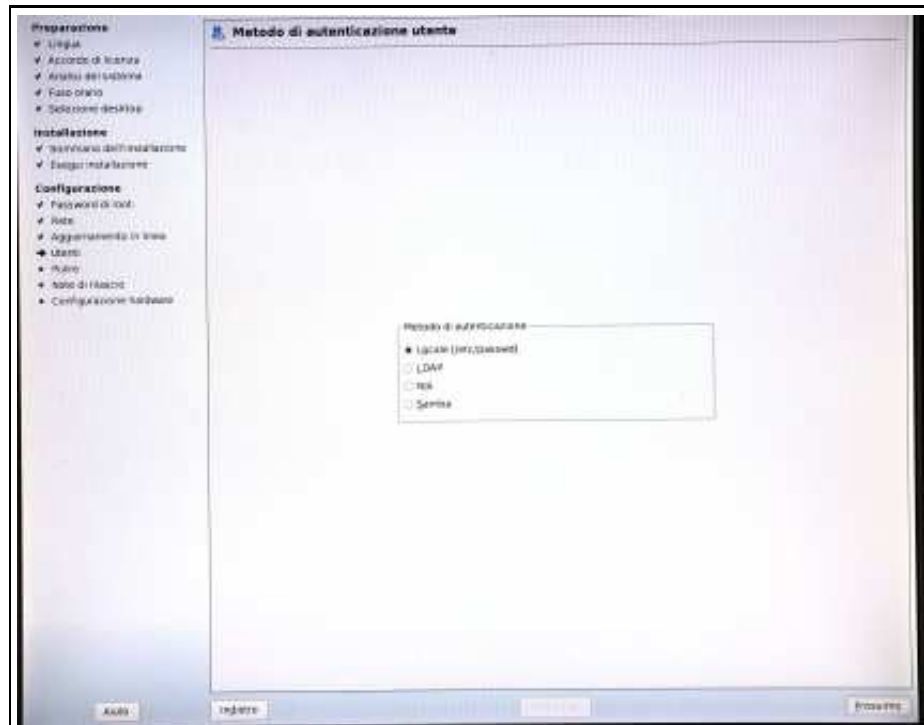 Preparazione
Lingua
Accordo di licenza
Analisi del sistema
Fuso orario
Selezione desktop
Installazione
Sommario dell'installazione
Esegui installazione
Configurazione
Password di root
Rete
Aggiornamento in linea
Utenti
Pulire
Note di rilascio
Configurazione hardware
Metodo di autenticazione utente
Metodo di autenticazione
Locale (/etc/passwd)
LDAP
NIS
Samba
Aiuto
registro
Prossimo